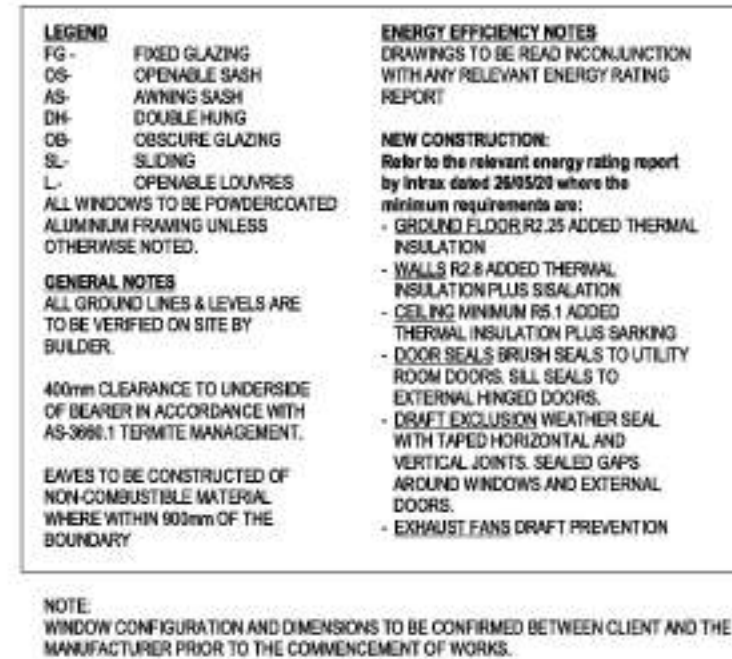 LEGEND
FG - FIXED GLAZING
OS- OPENABLE SASH
AS- AWNING SASH
DH- DOUBLE HUNG
OB- OBSCURE GLAZING
SL- SLIDING
L- OPENABLE LOUVRES
ALL WINDOWS TO BE POWDERCOATED
ALUMINIUM FRAMING UNLESS
OTHERWISE NOTED.
GENERAL NOTES
ALL GROUND LINES & LEVELS ARE
TO BE VERIFIED ON SITE BY
BUILDER.
400mm CLEARANCE TO UNDERSIDE
OF BEARER IN ACCORDANCE WITH
AS-3660.1 TERMITE MANAGEMENT.
EAVES TO BE CONSTRUCTED OF
NON-COMBUSTIBLE MATERIAL
WHERE WITHIN 900mm OF THE
BOUNDARY
ENERGY EFFICIENCY NOTES
DRAWINGS TO BE READ INCONJUNCTION
WITH ANY RELEVANT ENERGY RATING
REPORT
NEW CONSTRUCTION:
Refer to the relevant energy rating report
by Intrax dated 26/05/20 where the
minimum requirements are:
- GROUND FLOOR R2.25 ADDED THERMAL
INSULATION
- WALLS R2.8 ADDED THERMAL
INSULATION PLUS SISALATION
- CEILING MINIMUM R5.1 ADDED
THERMAL INSULATION PLUS SARKING
- DOOR SEALS BRUSH SEALS TO UTILITY
ROOM DOORS. SILL SEALS TO
EXTERNAL HINGED DOORS.
- DRAFT EXCLUSION WEATHER SEAL
WITH TAPED HORIZONTAL AND
VERTICAL JOINTS. SEALED GAPS
AROUND WINDOWS AND EXTERNAL
DOORS.
- EXHAUST FANS DRAFT PREVENTION
NOTE:
WINDOW CONFIGURATION AND DIMENSIONS TO BE CONFIRMED BETWEEN CLIENT AND THE
MANUFACTURER PRIOR TO THE COMMENCEMENT OF WORKS.